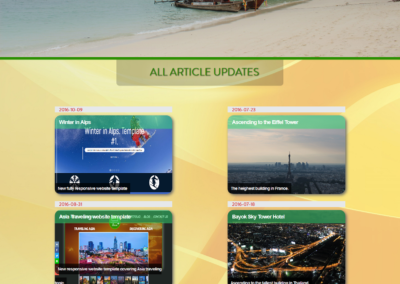 ALL ARTICLE UPDATES
2016-10-09
Winter in Alps
Winter in Alps, Template
#1.
New fully responsive website template
2016-07-23
Ascending to the Eiffel Tower
The heighest building in France.
2016-08-31
Asia Traveling website template
New responsive website template covering Asia traveling
2016-07-18
Bayok Sky Tower Hotel
Ascending to the tallest building in Thailand